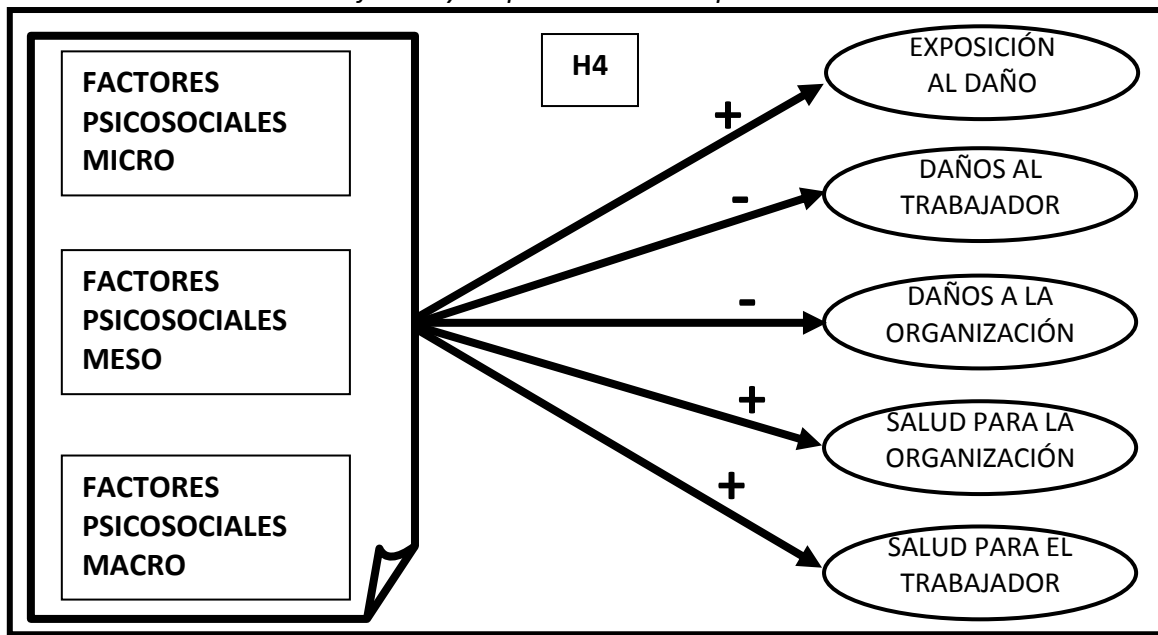 FACTORES
PSICOSOCIALES
MICRO
FACTORES
PSICOSOCIALES
MESO
FACTORES
PSICOSOCIALES
MACRO
H4
+
-
-
+
+
EXPOSICIÓN
AL DAÑO
DAÑOS AL
TRABAJADOR
DAÑOS A LA
ORGANIZACIÓN
SALUD PARA LA
ORGANIZACIÓN
SALUD PARA EL
TRABAJADOR